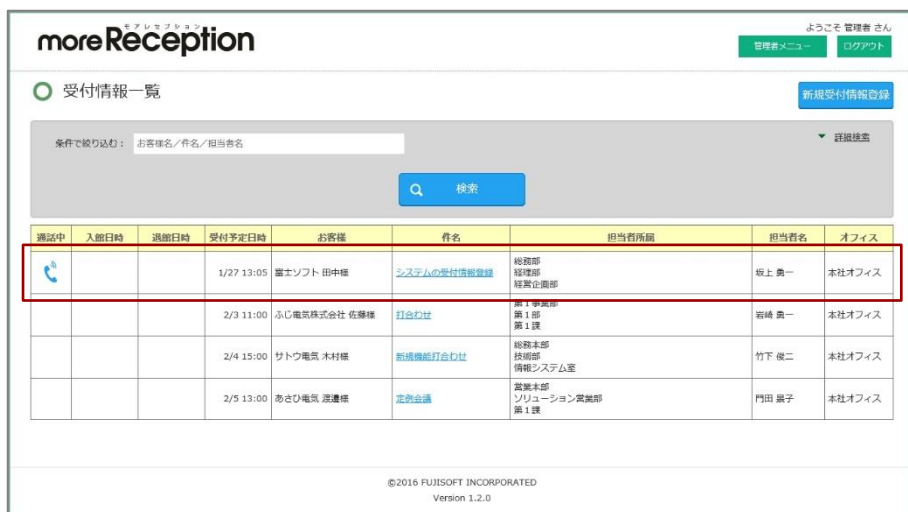 モアレセプション
moreReception
ようこそ 管理者 さん
管理者メニュー ログアウト
受付情報一覧
新規受付情報登録
条件で絞り込む： お客様名／件名／担当者名
▼ 詳細検索
検索
通話中 入館日時 退館日時 受付予定日時 お客様 件名 担当者所属 担当者名 オフィス
総務部
1/27 13:05 富士ソフト 田中様 システムの受付情報登録 経理部 坂上 勇一 本社オフィス
経営企画部
第１事業部
2/3 11:00 ふじ電気株式会社 佐藤様 打合わせ 第１部 岩崎 良一 本社オフィス
第１課
総務本部
2/4 15:00 サトウ電気 木村様 新規機能打合わせ 技術部 竹下 俊二 本社オフィス
情報システム室
営業本部
2/5 13:00 あさひ電気 渡邊様 定例会議 ソリューション営業部 門田 晶子 本社オフィス
第１課
©2016 FUJISOFT INCORPORATED
Version 1.2.0